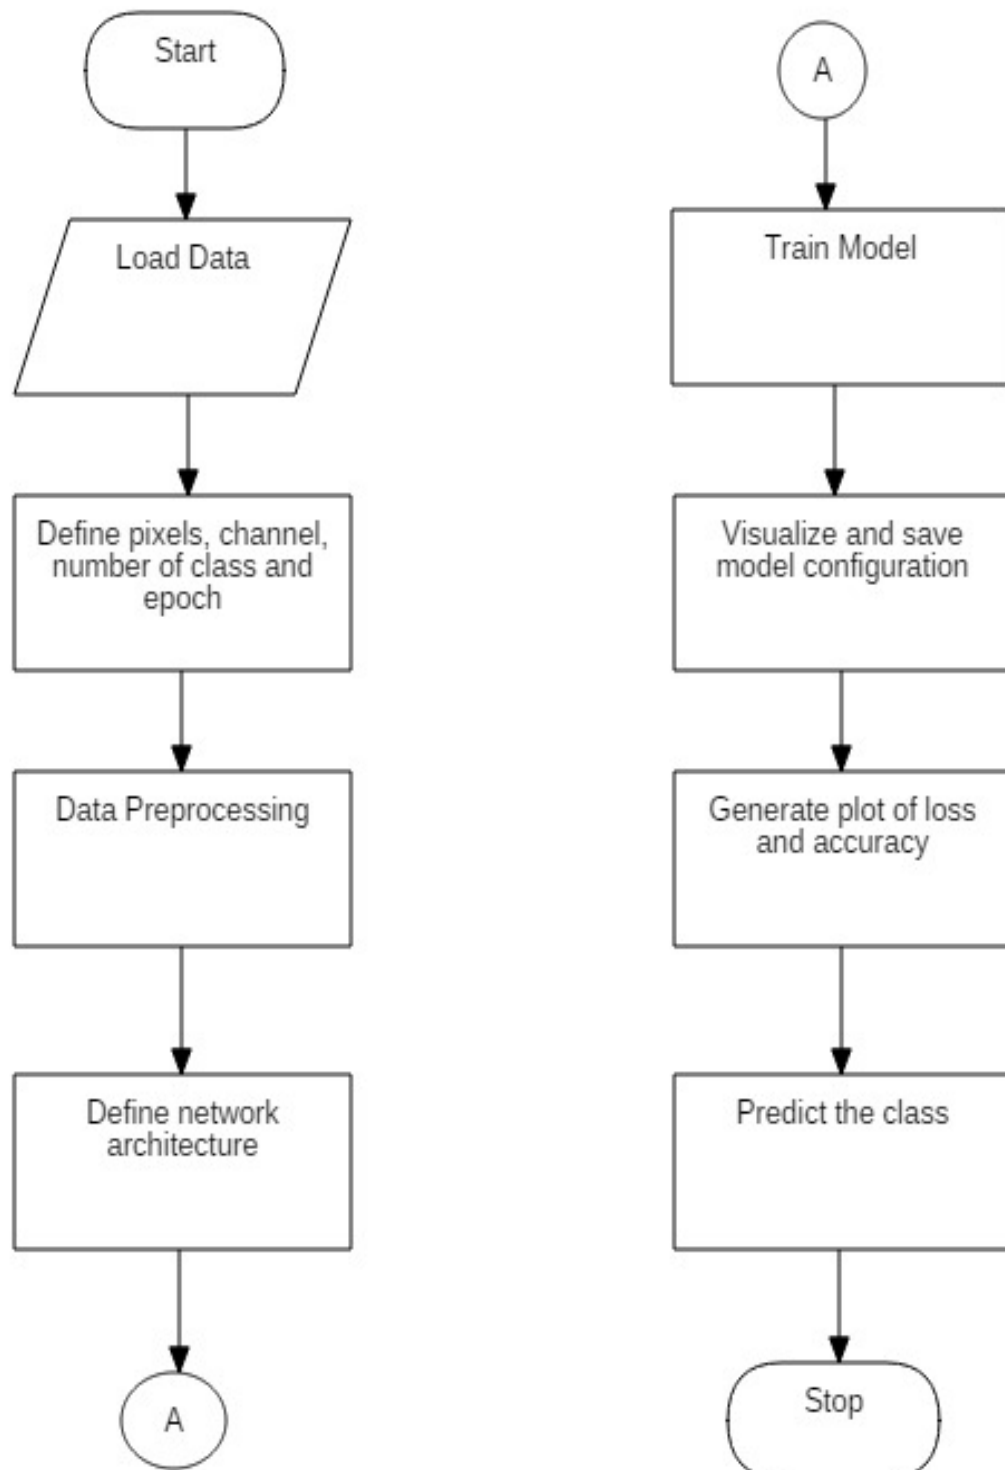 Start
Load Data
Define pixels, channel,
number of class and
epoch
Data Preprocessing
Define network
architecture
A
A
Train Model
Visualize and save
model configuration
Generate plot of loss
and accuracy
Predict the class
Stop